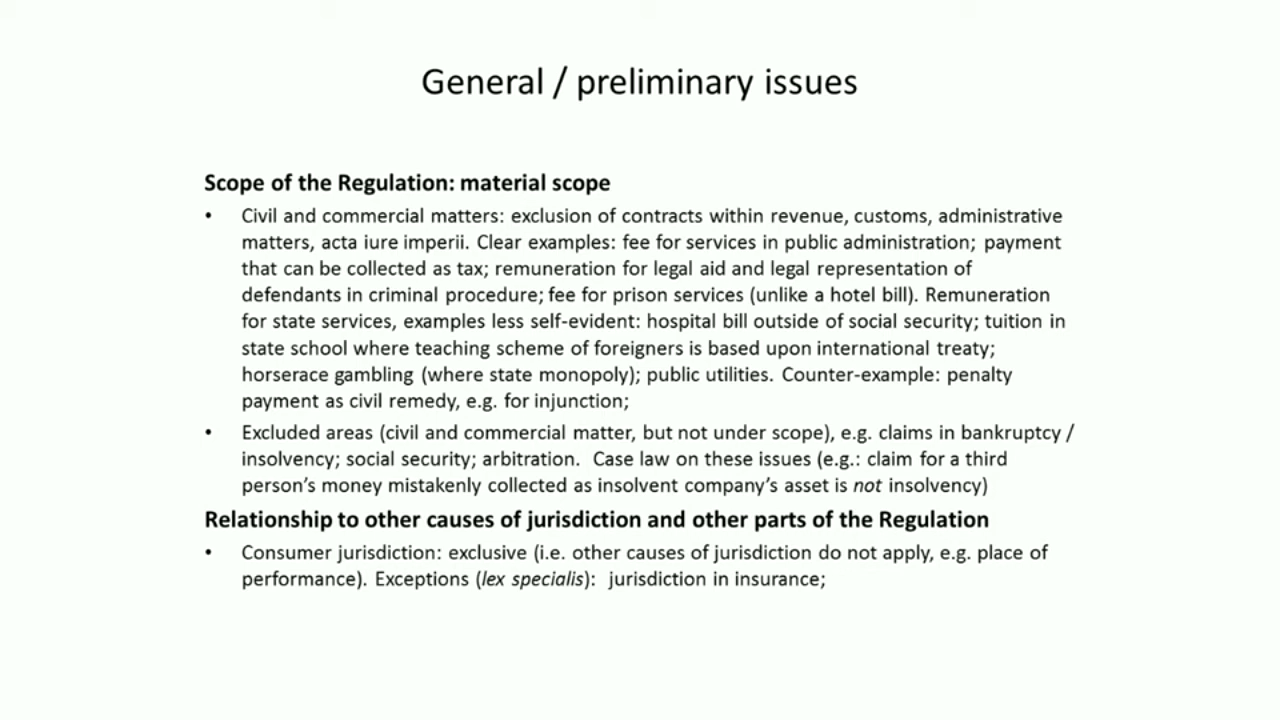 General / preliminary issues
Scope of the Regulation: material scope
• Civil and commercial matters: exclusion of contracts within revenue, customs, administrative
matters, acta iure imperii. Clear examples: fee for services in public administration; payment
that can be collected as tax; remuneration for legal aid and legal representation of
defendants in criminal procedure; fee for prison services (unlike a hotel bill). Remuneration
for state services, examples less self-evident: hospital bill outside of social security; tuition in
state school where teaching scheme of foreigners is based upon international treaty;
horserace gambling (where state monopoly); public utilities. Counter-example: penalty
payment as civil remedy, e.g. for injunction;
• Excluded areas (civil and commercial matter, but not under scope), e.g. claims in bankruptcy /
insolvency; social security; arbitration. Case law on these issues (e.g.: claim for a third
person's money mistakenly collected as insolvent company's asset is not insolvency)
Relationship to other causes of jurisdiction and other parts of the Regulation
• Consumer jurisdiction: exclusive (i.e. other causes of jurisdiction do not apply, e.g. place of
performance). Exceptions (lex specialis): jurisdiction in insurance;